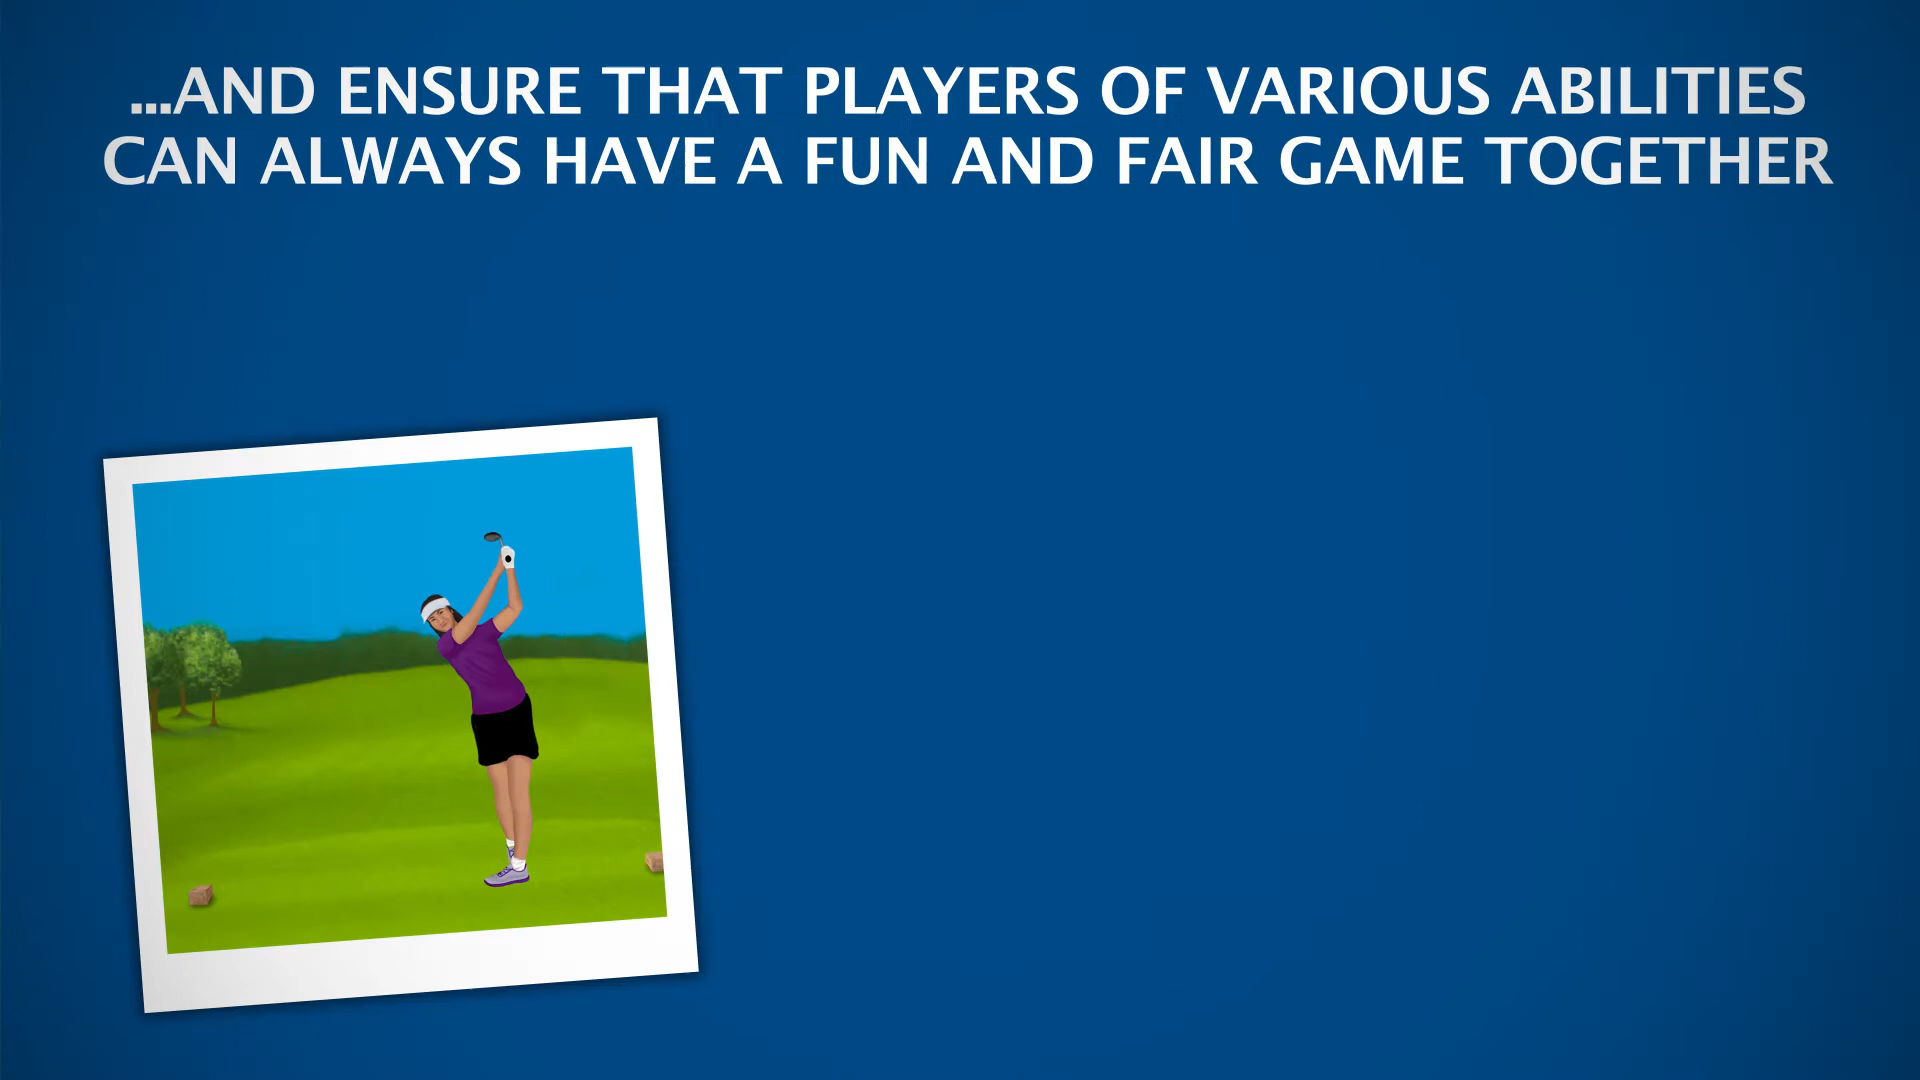 ...AND ENSURE THAT PLAYERS OF VARIOUS ABILITIES
CAN ALWAYS HAVE A FUN AND FAIR GAME TOGETHER